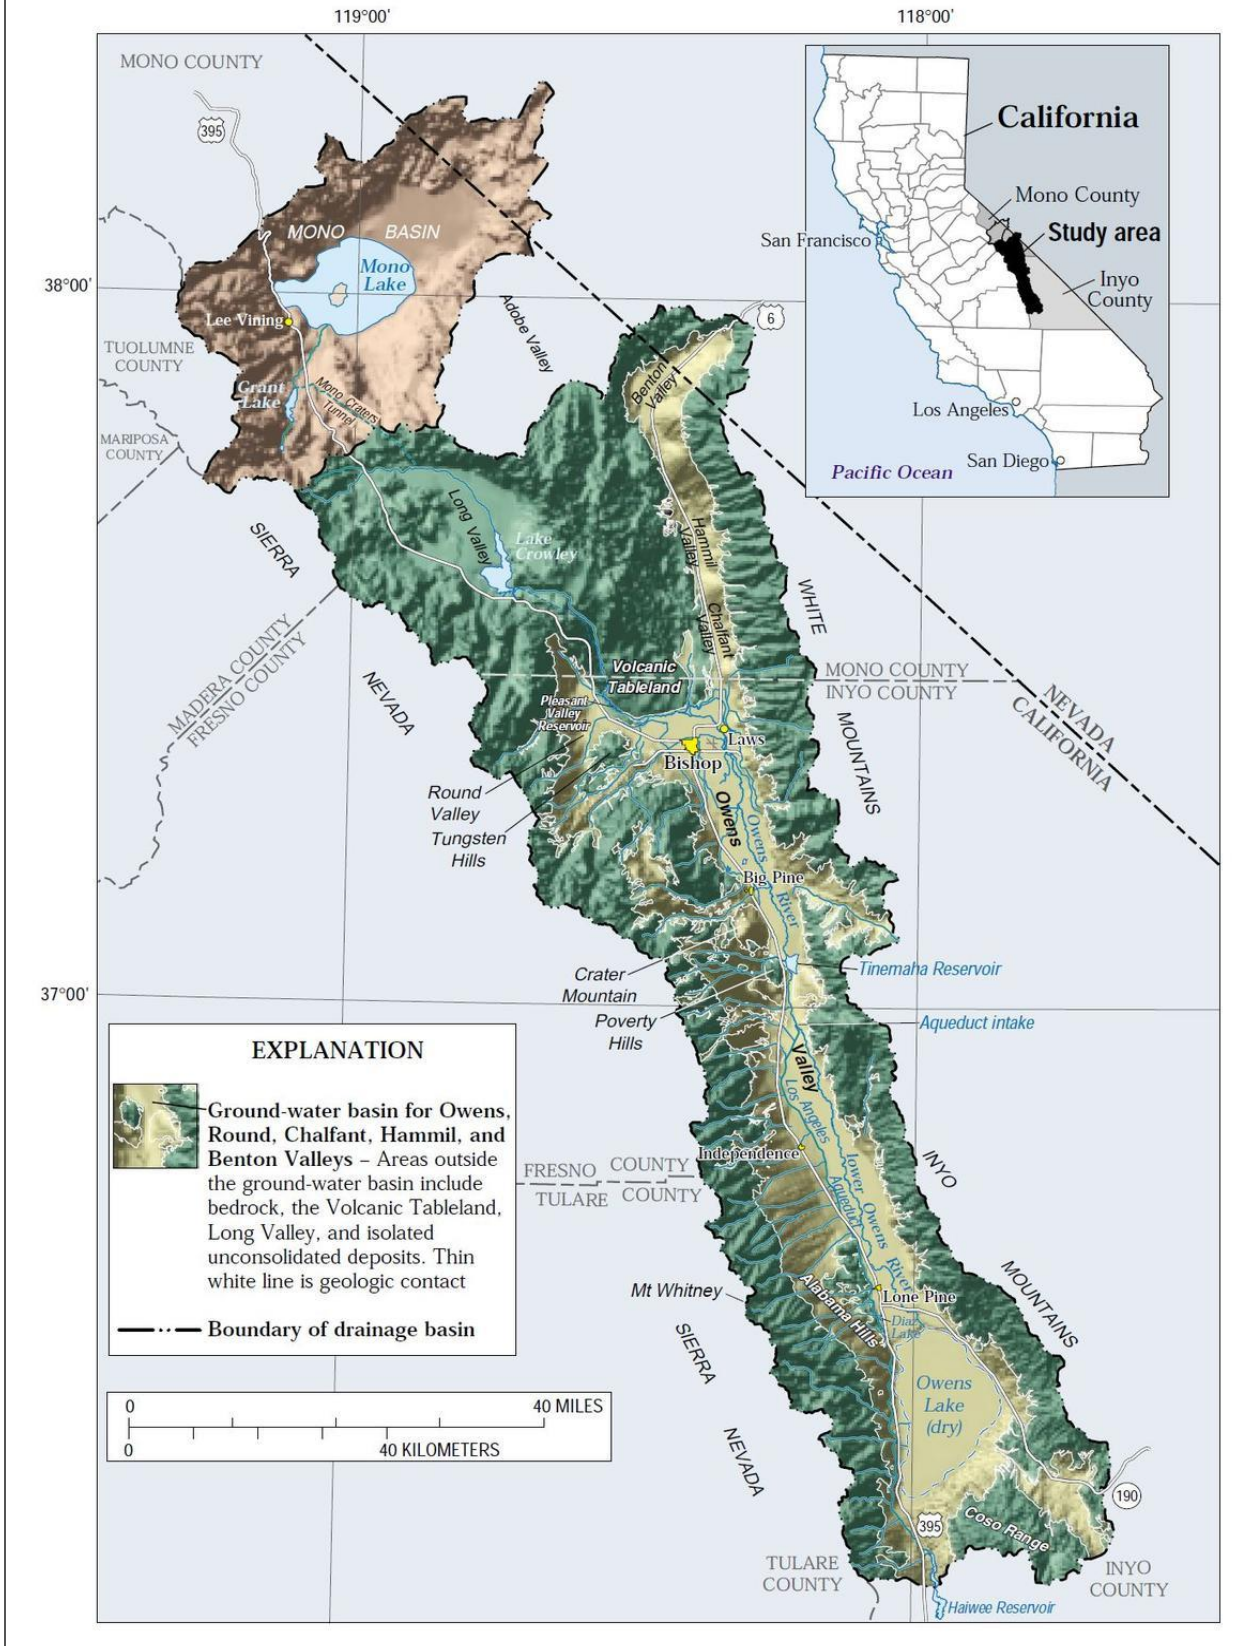 119°00'
118°00'
MONO COUNTY
395
MONO BASIN
Mono
Lake
38°00'
Lee Vining
TUOLUMNE
COUNTY
Grant
Lake
Mono Craters
Tunnel
MARIPOSA
COUNTY
Adobe Valley
6
Benton
Valley
California
Mono County
San Francisco
Study area
Inyo
County
Los Angeles
San Diego
Pacific Ocean
SIERRA
Long Valley
Lake
Crowley
Hammil
Valley
Chalfant
Valley
WHITE
MADERA COUNTY
FRESNO COUNTY
NEVADA
Volcanic
Tableland
MONO COUNTY
INYO COUNTY
Pleasant
Valley
Reservoir
NEVADA
CALIFORNIA
Laws
Bishop
MOUNTAINS
Round
Valley
Tungsten
Hills
Owens
Owens
River
Big Pine
Crater
Mountain
Tinemaha Reservoir
37°00'
Poverty
Hills
Aqueduct intake
Valley
EXPLANATION
Ground-water basin for Owens,
Round, Chalfant, Hammil, and
Benton Valleys – Areas outside
the ground-water basin include
bedrock, the Volcanic Tableland,
Long Valley, and isolated
unconsolidated deposits. Thin
white line is geologic contact
Boundary of drainage basin
Los Angeles
Aqueduct
Independence
FRESNO COUNTY
TULARE COUNTY
lower Owens River
INYO
Mt Whitney
Alabama Hills
Lone Pine
Diaz
Lake
MOUNTAINS
SIERRA
Owens
Lake
(dry)
0 40 MILES
0 40 KILOMETERS
NEVADA
190
395
Coso Range
TULARE
COUNTY
INYO
COUNTY
Haiwee Reservoir